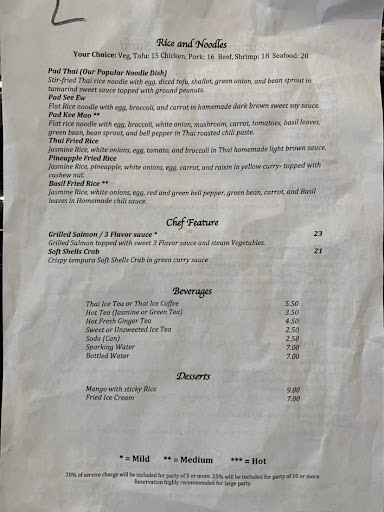 Rice and Noodles
Your Choice: Veg, Tofu: 15 Chicken, Pork: 16 Beef, Shrimp: 18 Seafood: 20
Pad Thai (Our Popular Noodle Dish)
Stir-fried Thai rice noodle with egg, diced tofu, shallot, green onion, and bean sprout in
tamarind sweet sauce topped with ground peanuts.
Pad See Ew
Flat Rice noodle with egg, broccoli, and carrot in homemade dark brown sweet soy sauce.
Pad Kee Mao **
Flat rice noodle with egg, broccoli, white onion, mushroom, carrot, tomatoes, basil leaves,
green bean, bean sprout, and bell pepper in Thai roasted chili paste.
Thai Fried Rice
Jasmine Rice, white onions, egg, tomato, and broccoli in Thai homemade light brown sauce.
Pineapple Fried Rice
Jasmine Rice, pineapple, white onions, egg, carrot, and raisin in yellow curry- topped with
cashew nut.
Basil Fried Rice **
Jasmine Rice, white onions, egg, red and green bell pepper, green bean, carrot, and Basil
leaves in Homemade chili sauce.
Chef Feature
Grilled Salmon / 3 Flavor sauce * 23
Grilled Salmon topped with sweet 3 Flavor sauce and steam Vegetables.
Soft Shells Crab 21
Crispy tempura Soft Shells Crab in green curry sauce
Beverages
Thai Ice Tea or Thai Ice Coffee 5.50
Hot Tea (Jasmine or Green Tea) 3.50
Hot Fresh Ginger Tea 4.50
Sweet or Unsweeted Ice Tea 2.50
Soda (Can) 2.50
Sparking Water 7.00
Bottled Water 7.00
Desserts
Mango with sticky Rice 9.00
Fried Ice Cream 7.00
* = Mild ** = Medium *** = Hot
20% of service charge will be included for party of 5 or more. 25% will be included for party of 10 or more.
Reservation highly recommended for large party